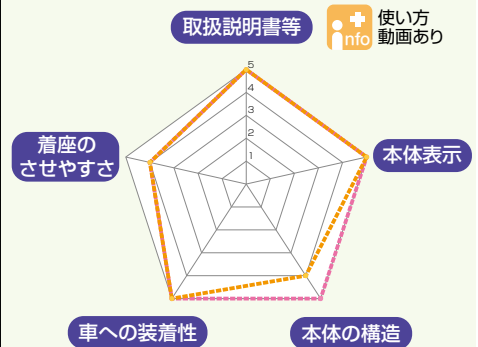 取扱説明書等
info
使い方
動画あり
5
4
3
2
1
着座の
させやすさ
本体表示
車への装着性
本体の構造